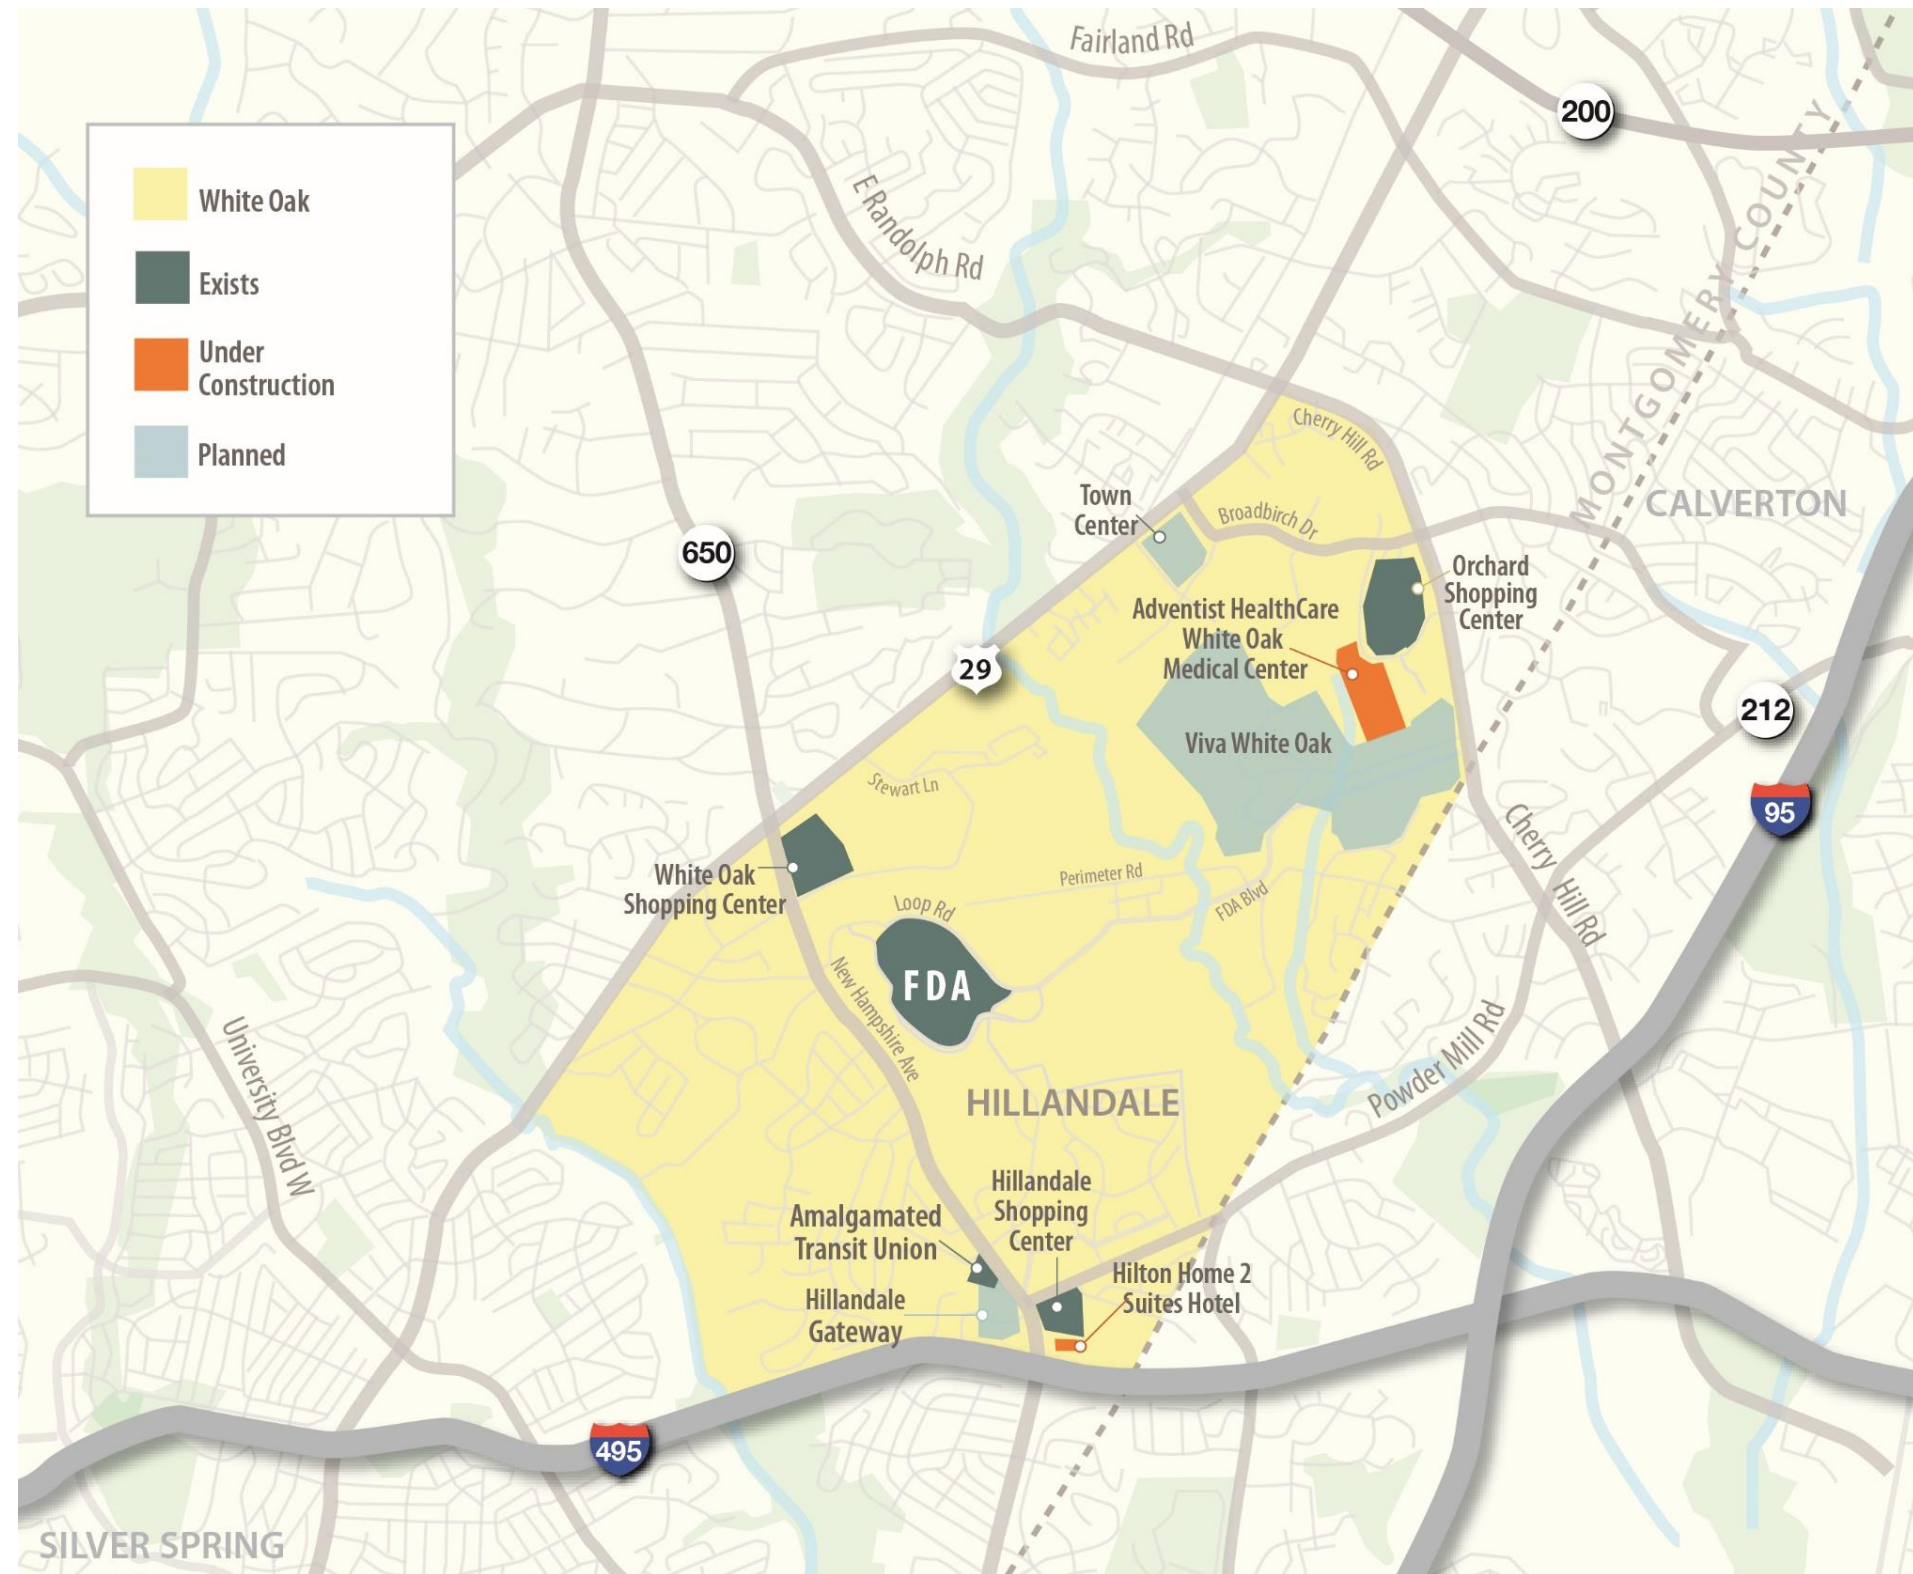 Fairland Rd
200
White Oak
Exists
Under
Construction
Planned
E Randolph Rd
MONTGOMERY COUNTY
Cherry Hill Rd
CALVERTON
Town
Center
Broadbirch Dr
650
Orchard
Shopping
Center
Adventist HealthCare
White Oak
Medical Center
29
212
Viva White Oak
Stewart Ln
95
White Oak
Shopping Center
Cherry Hill Rd
Perimeter Rd
FDA Blvd
Loop Rd
FDA
New Hampshire Ave
University Blvd W
Powder Mill Rd
HILLANDALE
Hillandale
Shopping
Center
Amalgamated
Transit Union
Hilton Home 2
Suites Hotel
Hillandale
Gateway
495
SILVER SPRING